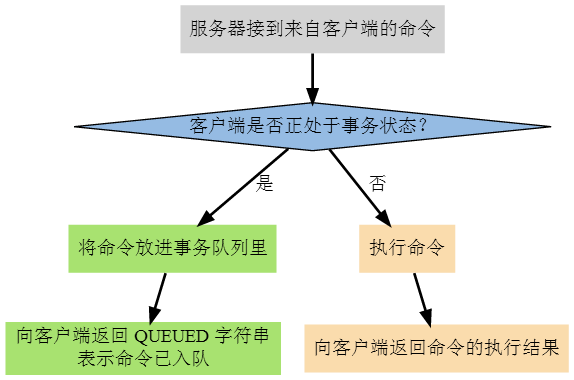 服务器接到来自客户端的命令
客户端是否正处于事务状态？
是
否
将命令放进事务队列里
执行命令
向客户端返回 QUEUED 字符串
表示命令已入队
向客户端返回命令的执行结果